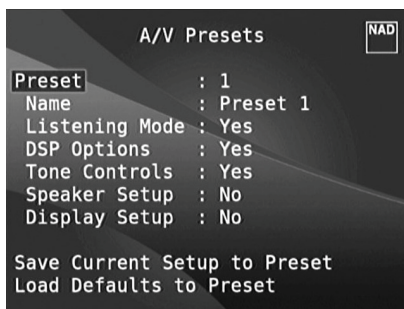 A/V Presets
NAD
Preset : 1
Name : Preset 1
Listening Mode : Yes
DSP Options : Yes
Tone Controls : Yes
Speaker Setup : No
Display Setup : No
Save Current Setup to Preset
Load Defaults to Preset